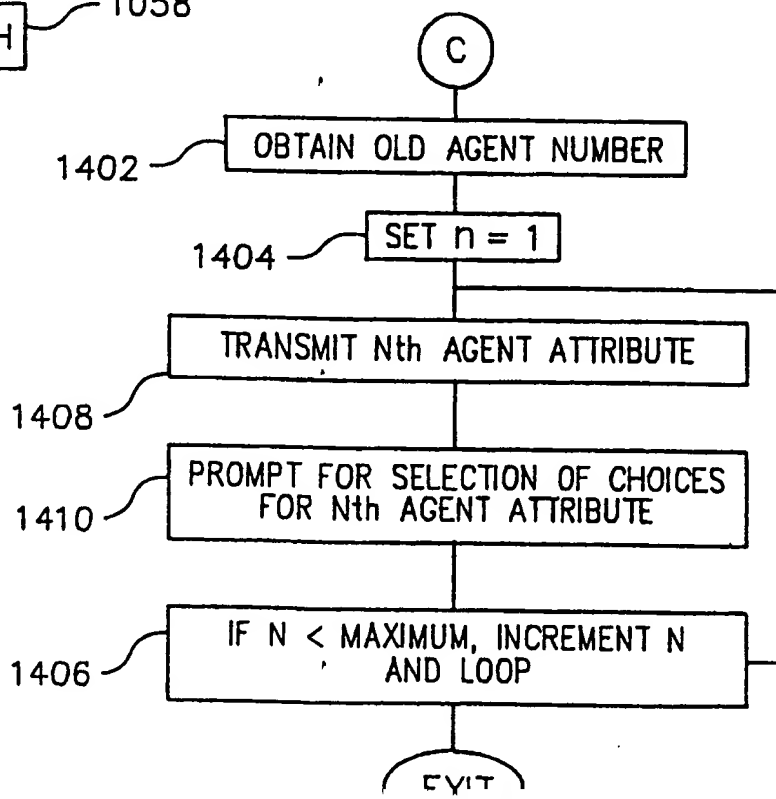 H
1058
C
OBTAIN OLD AGENT NUMBER
1402
SET n = 1
1404
TRANSMIT Nth AGENT ATTRIBUTE
1408
PROMPT FOR SELECTION OF CHOICES
FOR Nth AGENT ATTRIBUTE
1410
IF N < MAXIMUM, INCREMENT N
AND LOOP
1406
EXIT